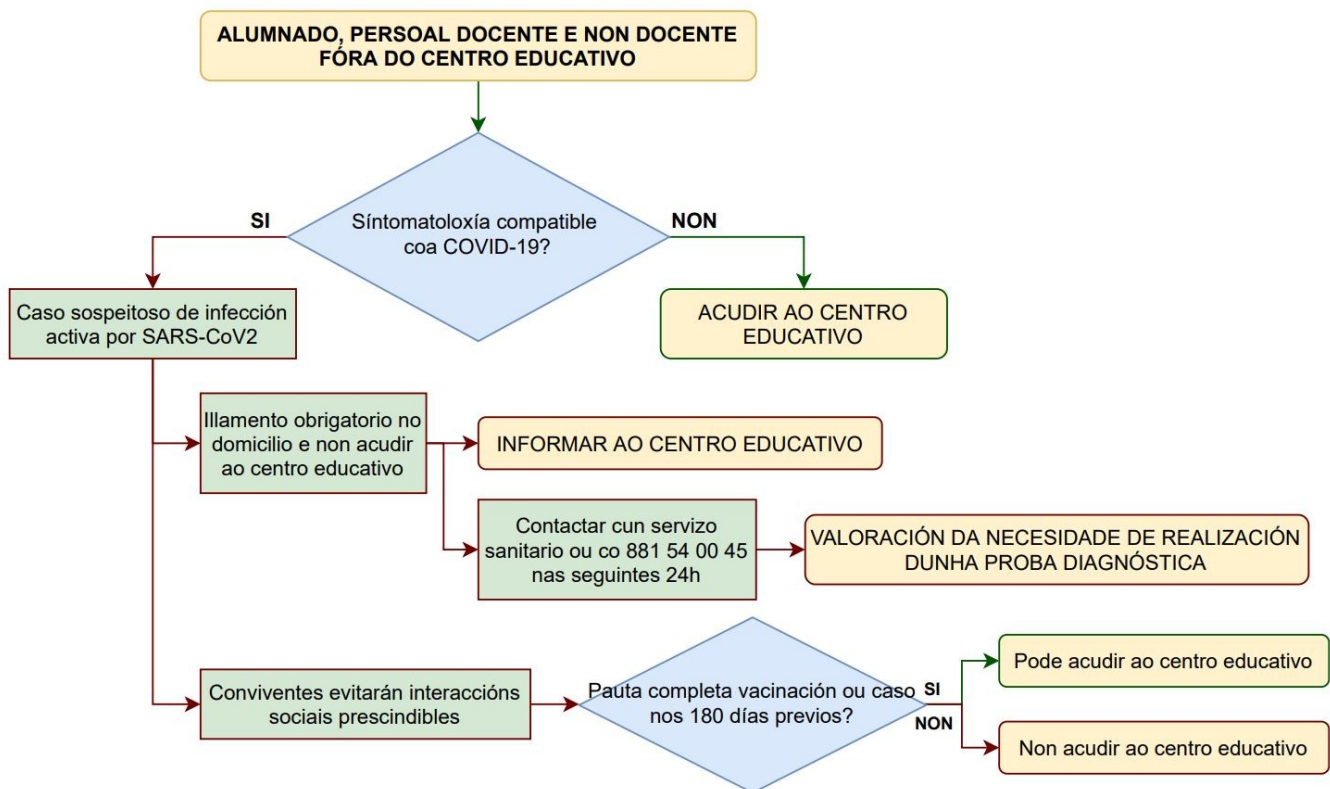 ALUMNADO, PERSOAL DOCENTE E NON DOCENTE
FÓRA DO CENTRO EDUCATIVO
SI
Síntomatoloxía compatible
coa COVID-19?
NON
Caso sospeitoso de infección
activa por SARS-CoV2
ACUDIR AO CENTRO
EDUCATIVO
Illamento obrigatorio no
domicilio e non acudir
ao centro educativo
INFORMAR AO CENTRO EDUCATIVO
Contactar cun servizo
sanitario ou co 881 54 00 45
nas seguintes 24h
VALORACIÓN DA NECESIDADE DE REALIZACIÓN
DUNHA PROBA DIAGNÓSTICA
Conviventes evitarán interaccións
sociais prescindibles
Pauta completa vacinación ou caso
nos 180 días previos?
SI
NON
Pode acudir ao centro educativo
Non acudir ao centro educativo